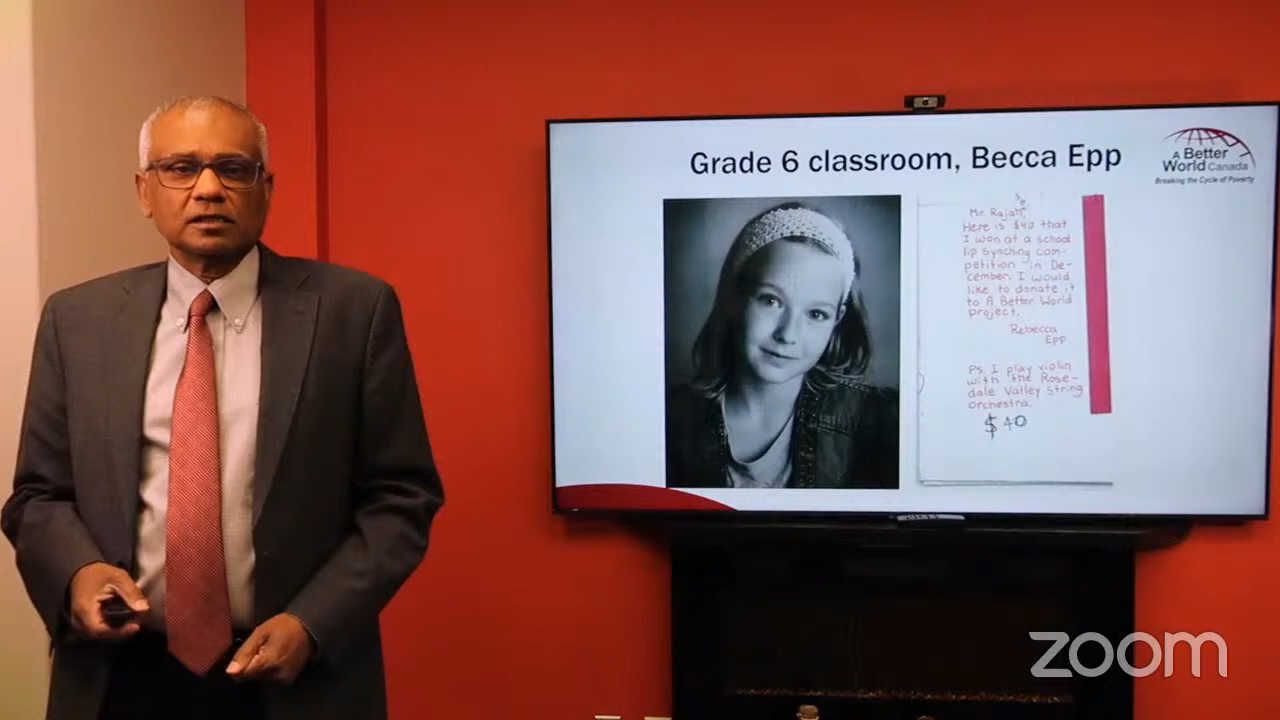 Grade 6 classroom, Becca Epp
A Better
World Canada
Breaking the Cycle of Poverty
Mr. Rajah,
Here is $40 that
I won at a school
lip synching com-
petition in De-
cember. I would
like to donate it
to A Better World
project.
Rebecca
Epp
PS. I play violin
with the Rose-
dale Valley String
Orchestra.
$40
zoom